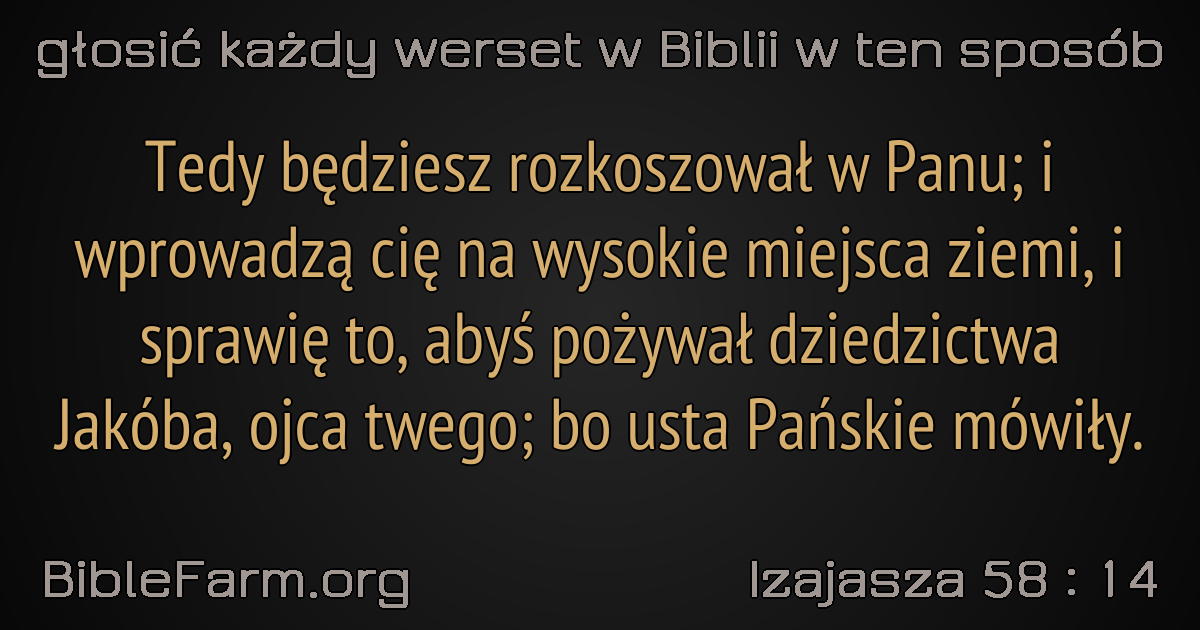 głosić każdy werset w Biblii w ten sposób
Tedy będziesz rozkoszował w Panu; i
wprowadzą cię na wysokie miejsca ziemi, i
sprawię to, abyś pożywał dziedzictwa
Jakóba, ojca twego; bo usta Pańskie mówiły.
BibleFarm.org
Izajasza 58 : 14